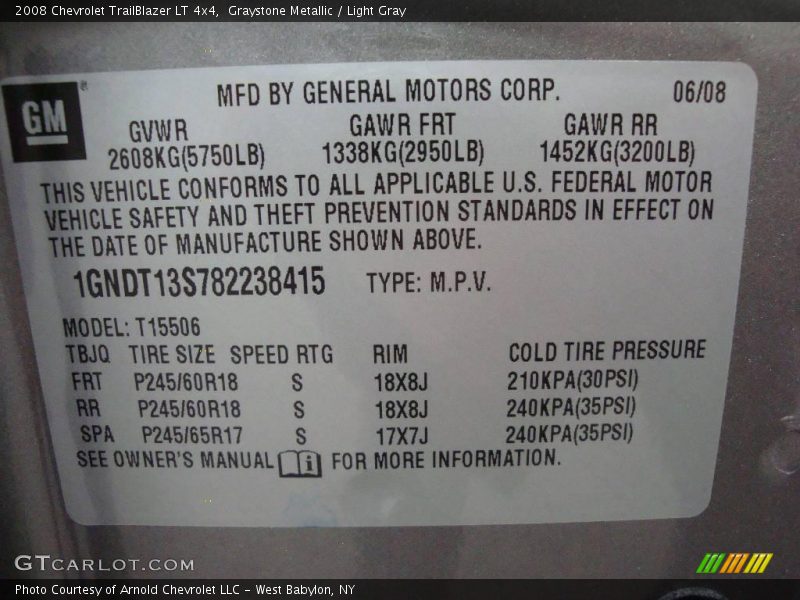 2008 Chevrolet TrailBlazer LT 4x4,  Graystone Metallic / Light Gray
GM®
MFD BY GENERAL MOTORS CORP. 06/08
GVWR GAWR FRT GAWR RR
2608KG(5750LB) 1338KG(2950LB) 1452KG(3200LB)
THIS VEHICLE CONFORMS TO ALL APPLICABLE U.S. FEDERAL MOTOR
VEHICLE SAFETY AND THEFT PREVENTION STANDARDS IN EFFECT ON
THE DATE OF MANUFACTURE SHOWN ABOVE.
1GNDT13S782238415 TYPE: M.P.V.
MODEL: T15506
TBJQ TIRE SIZE SPEED RTG RIM COLD TIRE PRESSURE
FRT P245/60R18 S 18X8J 210KPA(30PSI)
RR P245/60R18 S 18X8J 240KPA(35PSI)
SPA P245/65R17 S 17X7J 240KPA(35PSI)
SEE OWNER'S MANUAL i FOR MORE INFORMATION.
GTCARLOT.COM
Photo Courtesy of Arnold Chevrolet LLC - West Babylon, NY